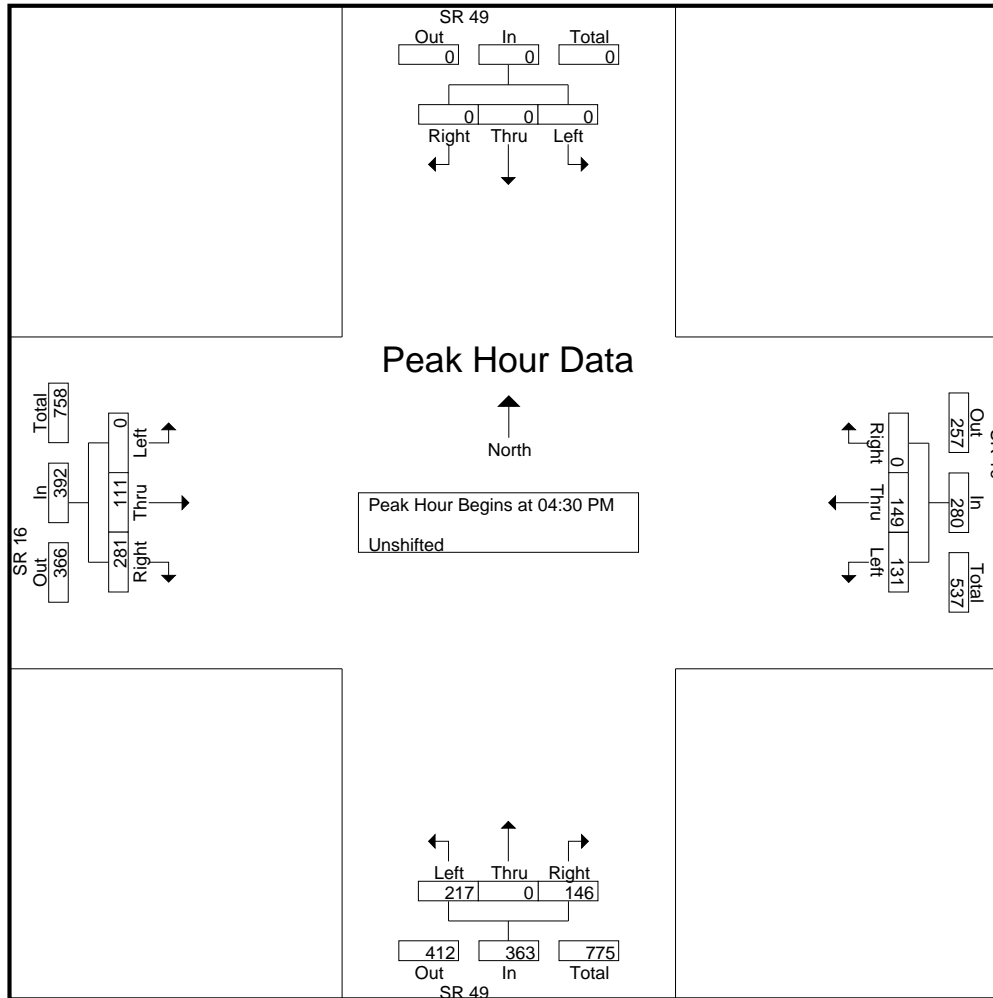 SR 49
Out In Total
0 0 0
0 0 0
Right Thru Left
Peak Hour Data
North
Peak Hour Begins at 04:30 PM
Unshifted
SR 16
Out In Total
366 392 758
Right Thru Left
281 111 0
Out In Total
257 280 537
Right Thru Left
0 149 131
Left Thru Right
217 0 146
412 363 775
Out In Total
SR 49